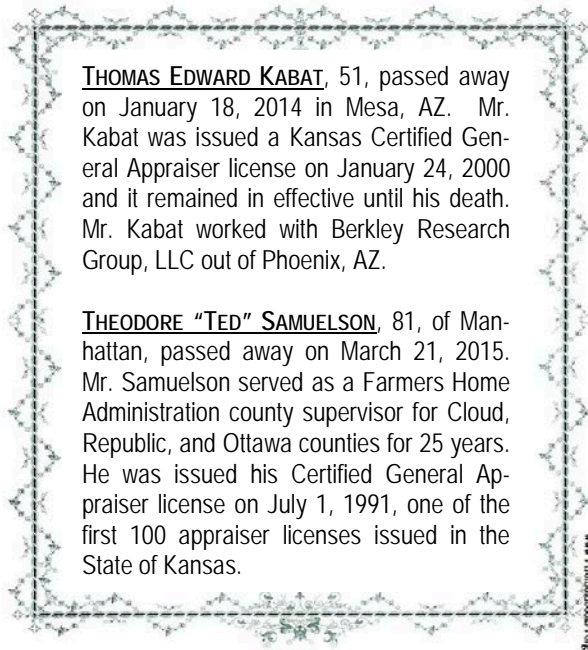 THOMAS EDWARD KABAT, 51, passed away
on January 18, 2014 in Mesa, AZ. Mr.
Kabat was issued a Kansas Certified Gen-
eral Appraiser license on January 24, 2000
and it remained in effective until his death.
Mr. Kabat worked with Berkley Research
Group, LLC out of Phoenix, AZ.
THEODORE “TED” SAMUELSON, 81, of Man-
hattan, passed away on March 21, 2015.
Mr. Samuelson served as a Farmers Home
Administration county supervisor for Cloud,
Republic, and Ottawa counties for 25 years.
He was issued his Certified General Ap-
praiser license on July 1, 1991, one of the
first 100 appraiser licenses issued in the
State of Kansas.